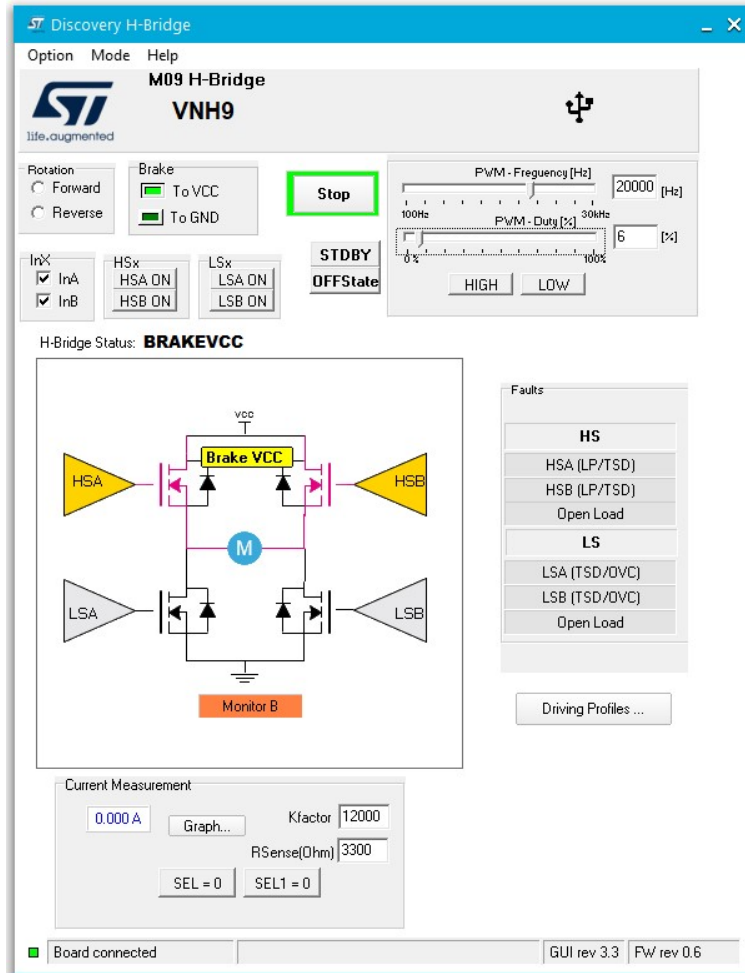 Discovery H-Bridge
Option Mode Help
M09 H-Bridge
VNH9
ST
life.augmented
Rotation
Forward
Reverse
Brake
To VCC
To GND
Stop
STDBY
OFFState
PWM - Freguency [Hz]
20000 [Hz]
100Hz 30kHz
PWM - Duty [%]
6 [%]
0 % 100%
HIGH LOW
InX
InA
InB
HSx
HSA ON
HSB ON
LSx
LSA ON
LSB ON
H-Bridge Status: BRAKEVCC
VCC
Brake VCC
HSA HSB
M
LSA LSB
Monitor B
Faults
HS
HSA (LP/TSD)
HSB (LP/TSD)
Open Load
LS
LSA (TSD/OVC)
LSB (TSD/OVC)
Open Load
Driving Profiles ...
Current Measurement
0.000 A Graph... Kfactor 12000
RSense(Ohm) 3300
SEL = 0 SEL1 = 0
Board connected GUI rev 3.3 FW rev 0.6